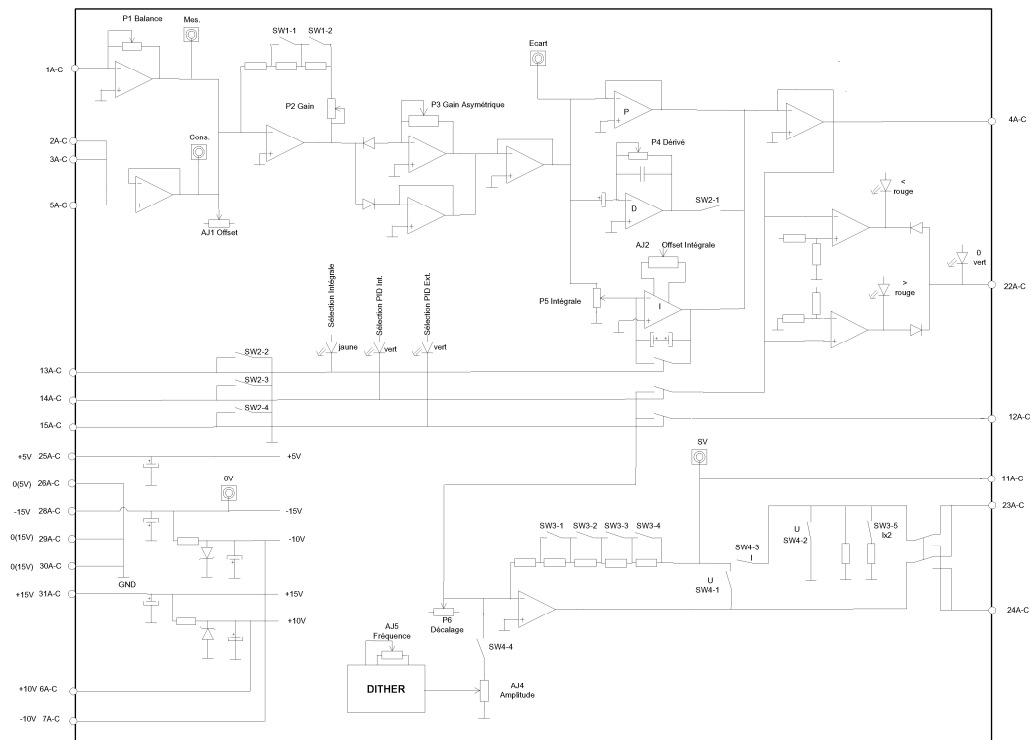 P1 Balance
Mes.
SW1-1
SW1-2
Ecart
1A-C
P2 Gain
P3 Gain Asymétrique
P
4A-C
2A-C
3A-C
Cons.
P4 Dérivé
D
SW2-1
<
rouge
5A-C
AJ1 Offset
AJ2
Offset Intégrale
0
vert
>
rouge
22A-C
P5 Intégrale
I
Sélection Intégrale
Sélection PID Int.
Sélection PID Ext.
jaune
vert
vert
SW2-2
13A-C
SW2-3
14A-C
SW2-4
15A-C
12A-C
+5V 25A-C
+5V
SV
0(5V) 26A-C
0V
11A-C
-15V 28A-C
-15V
23A-C
0(15V) 29A-C
-10V
SW3-1
SW3-2
SW3-3
SW3-4
SW4-3
I
U
SW4-2
SW3-5
Ix2
0(15V) 30A-C
GND
U
SW4-1
+15V 31A-C
+15V
+10V
24A-C
P6
Décalage
AJ5
Fréquence
SW4-4
DITHER
AJ4
Amplitude
+10V 6A-C
-10V 7A-C